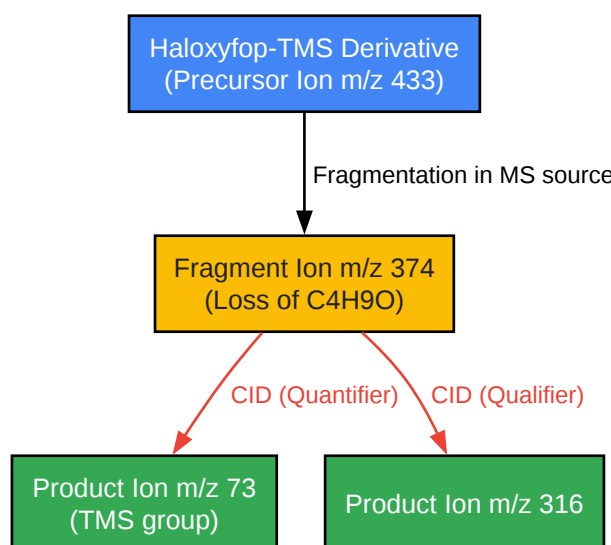 Haloxyfop-TMS Derivative
(Precursor Ion m/z 433)
Fragmentation in MS source
Fragment Ion m/z 374
(Loss of C4H9O)
CID (Quantifier)
CID (Qualifier)
Product Ion m/z 73
(TMS group)
Product Ion m/z 316